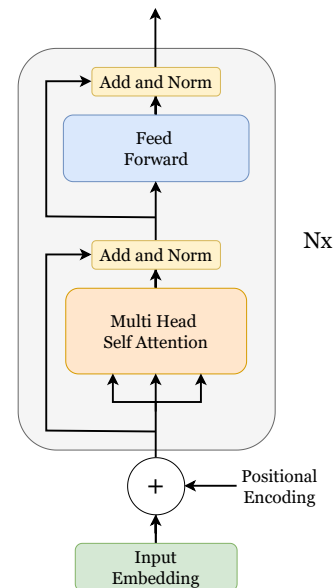 Add and Norm
Feed
Forward
Nx
Add and Norm
Multi Head
Self Attention
+
Positional
Encoding
Input
Embedding